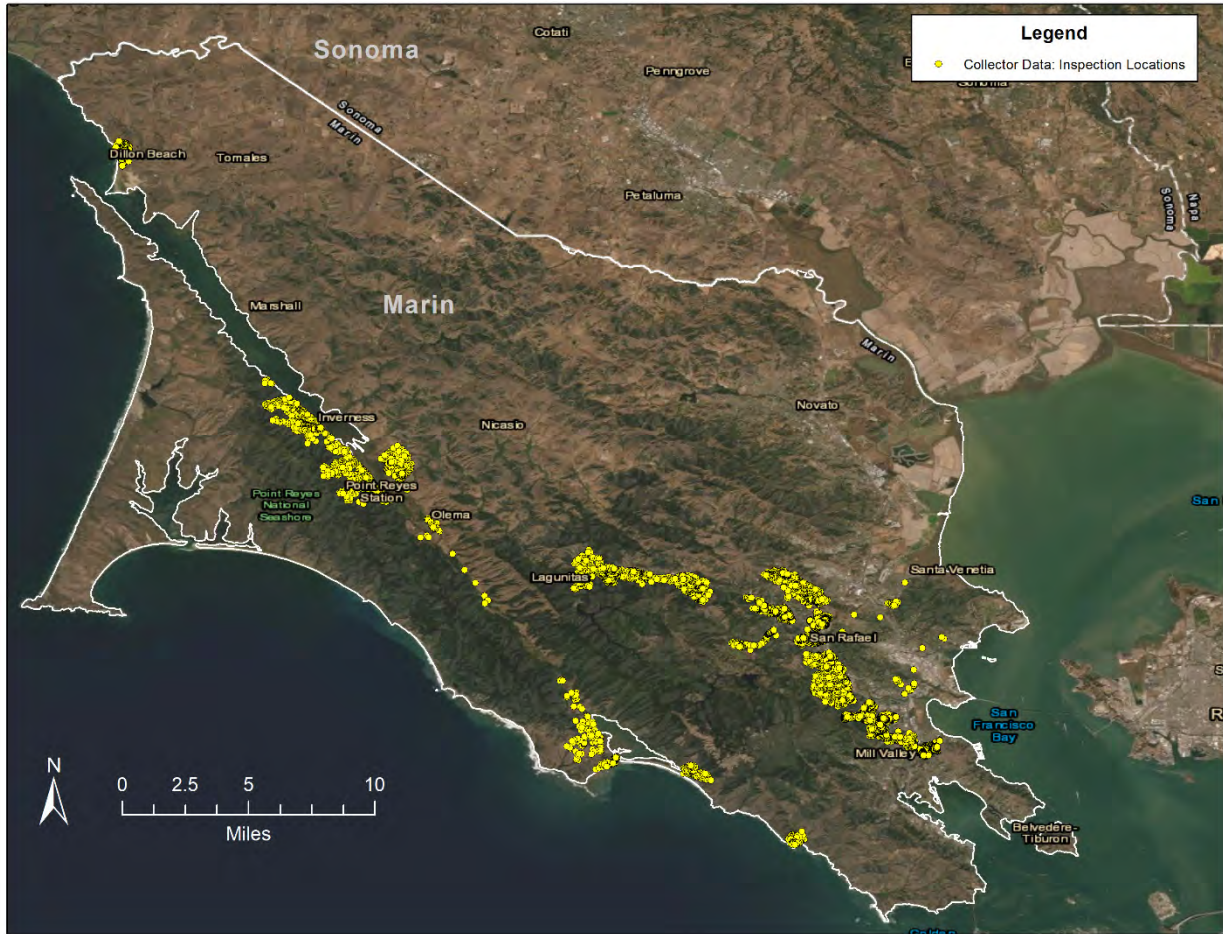 Legend
Collector Data: Inspection Locations
Sonoma
Cotati
Penngrove
Sonoma
Sonoma
Marin
Dillon Beach
Tomales
Petaluma
Napa
Sonoma
Marshall
Marin
Marin
Inverness
Nicasio
Novato
Point Reyes
Station
Point Reyes
National
Seashore
Olema
San
Lagunitas
Santa Venetia
San Rafael
San
Francisco
Bay
Mill Valley
N
0
2.5
5
10
Miles
Belvedere-
Tiburon